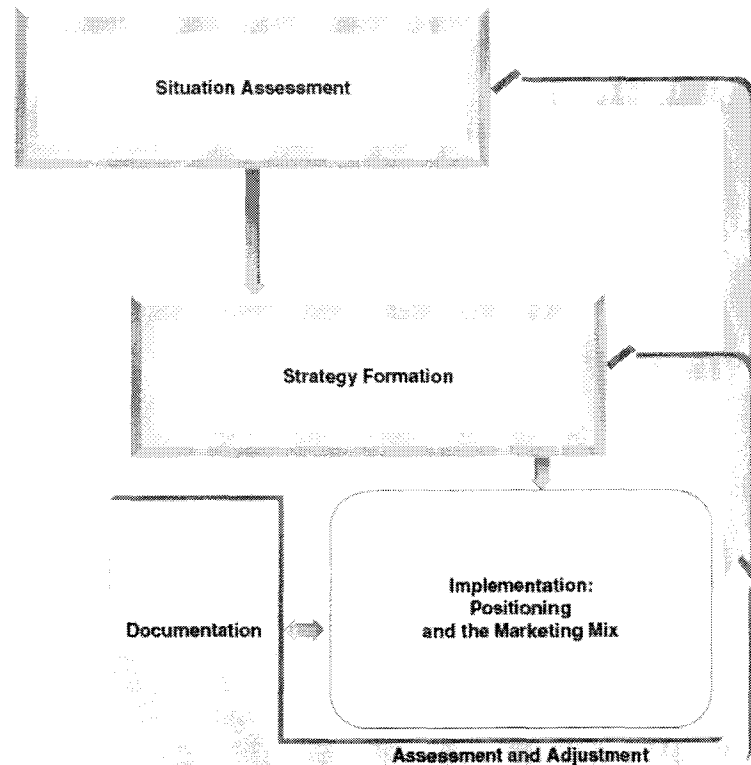 Situation Assessment
Strategy Formation
Implementation:
Positioning
and the Marketing Mix
Documentation
Assessment and Adjustment